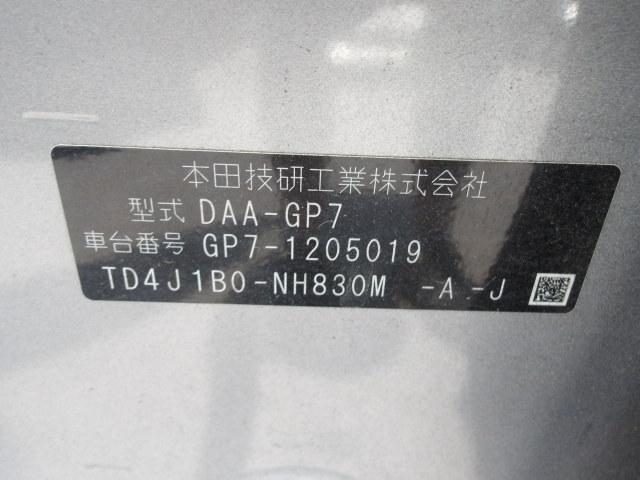 本田技研工業株式会社
型式 DAA-GP7
車台番号 GP7-1205019
TD4J1B0-NH830M -A -J